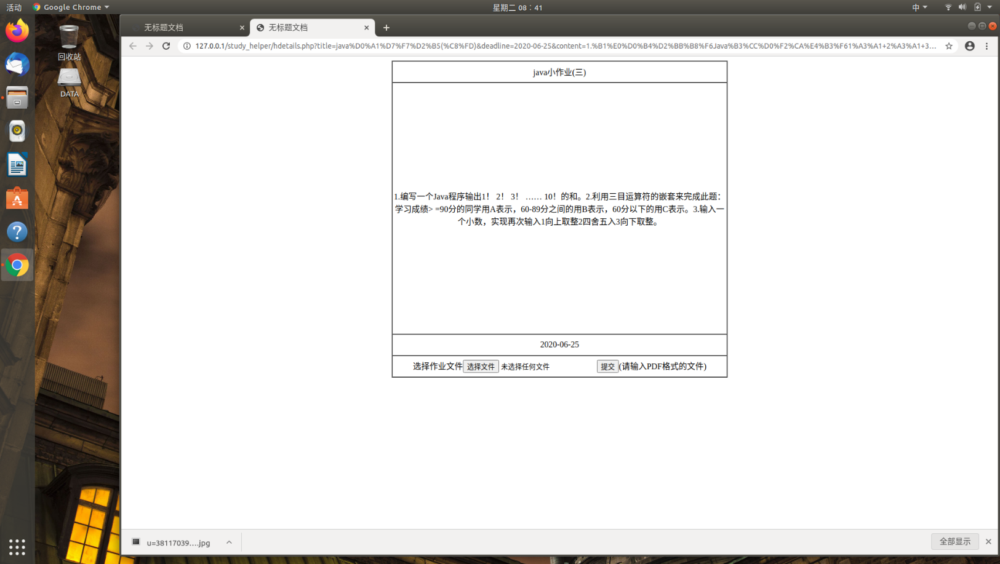 活动
Google Chrome
星期二 08：41
中
回收站
DATA
无标题文档
无标题文档
127.0.0.1/study_helper/hdetails.php?title=java%D0%A1%D7%F7%D2%B5(%C8%FD)&deadline=2020-06-25&content=1.%B1%E0%D0%B4%D2%BB%B8%F6Java%B3%CC%D0%F2%CA%E4%B3%F61%A3%A1+2%A3%A1+3...
java小作业(三)
1.编写一个Java程序输出1！ 2！ 3！ …… 10！的和。2.利用三目运算符的嵌套来完成此题：
学习成绩> =90分的同学用A表示，60-89分之间的用B表示，60分以下的用C表示。3.输入一
个小数，实现再次输入1向上取整2四舍五入3向下取整。
2020-06-25
选择作业文件 选择文件 未选择任何文件 提交 (请输入PDF格式的文件)
u=38117039....jpg
全部显示